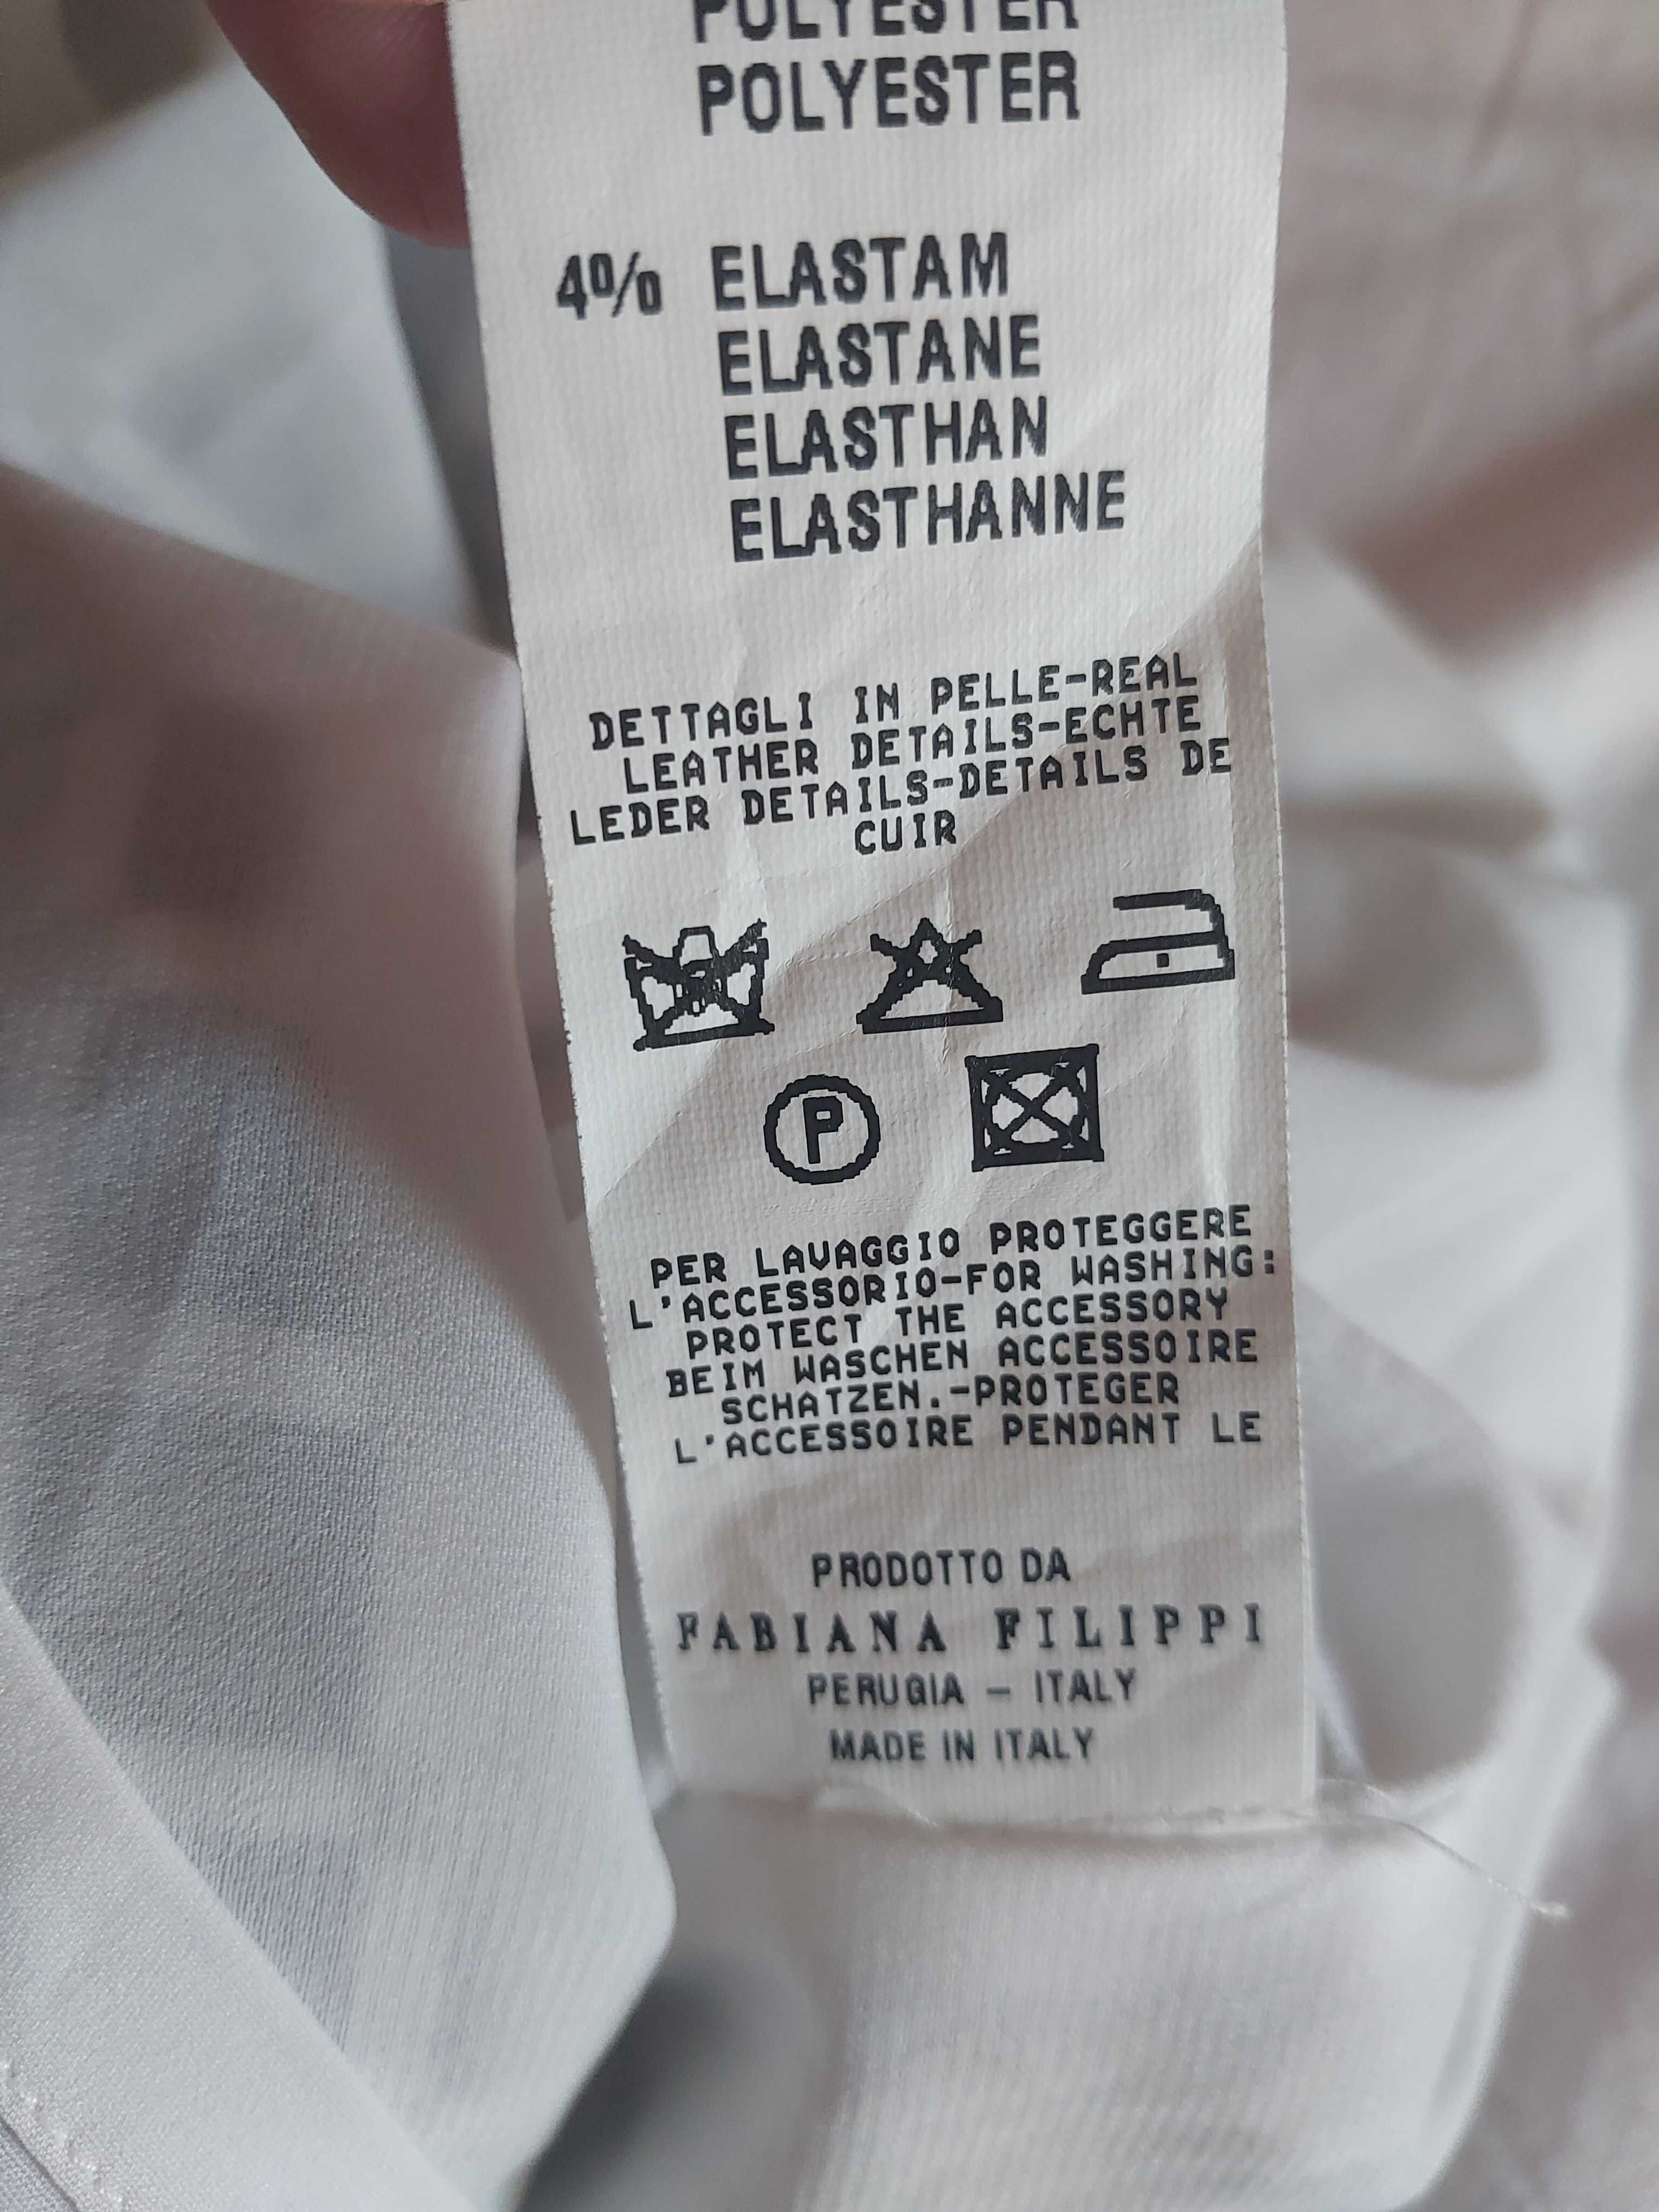 POLYESTER
POLYESTER
4% ELASTAM
ELASTANE
ELASTHAN
ELASTHANNE
DETTAGLI IN PELLE-REAL
LEATHER DETAILS-ECHTE
LEDER DETAILS-DETAILS DE
CUIR
P
PER LAVAGGIO PROTEGGERE
L'ACCESSORIO-FOR WASHING:
PROTECT THE ACCESSORY
BEIM WASCHEN ACCESSOIRE
SCHATZEN.-PROTEGER
L'ACCESSOIRE PENDANT LE
PRODOTTO DA
FABIANA FILIPPI
PERUGIA – ITALY
MADE IN ITALY